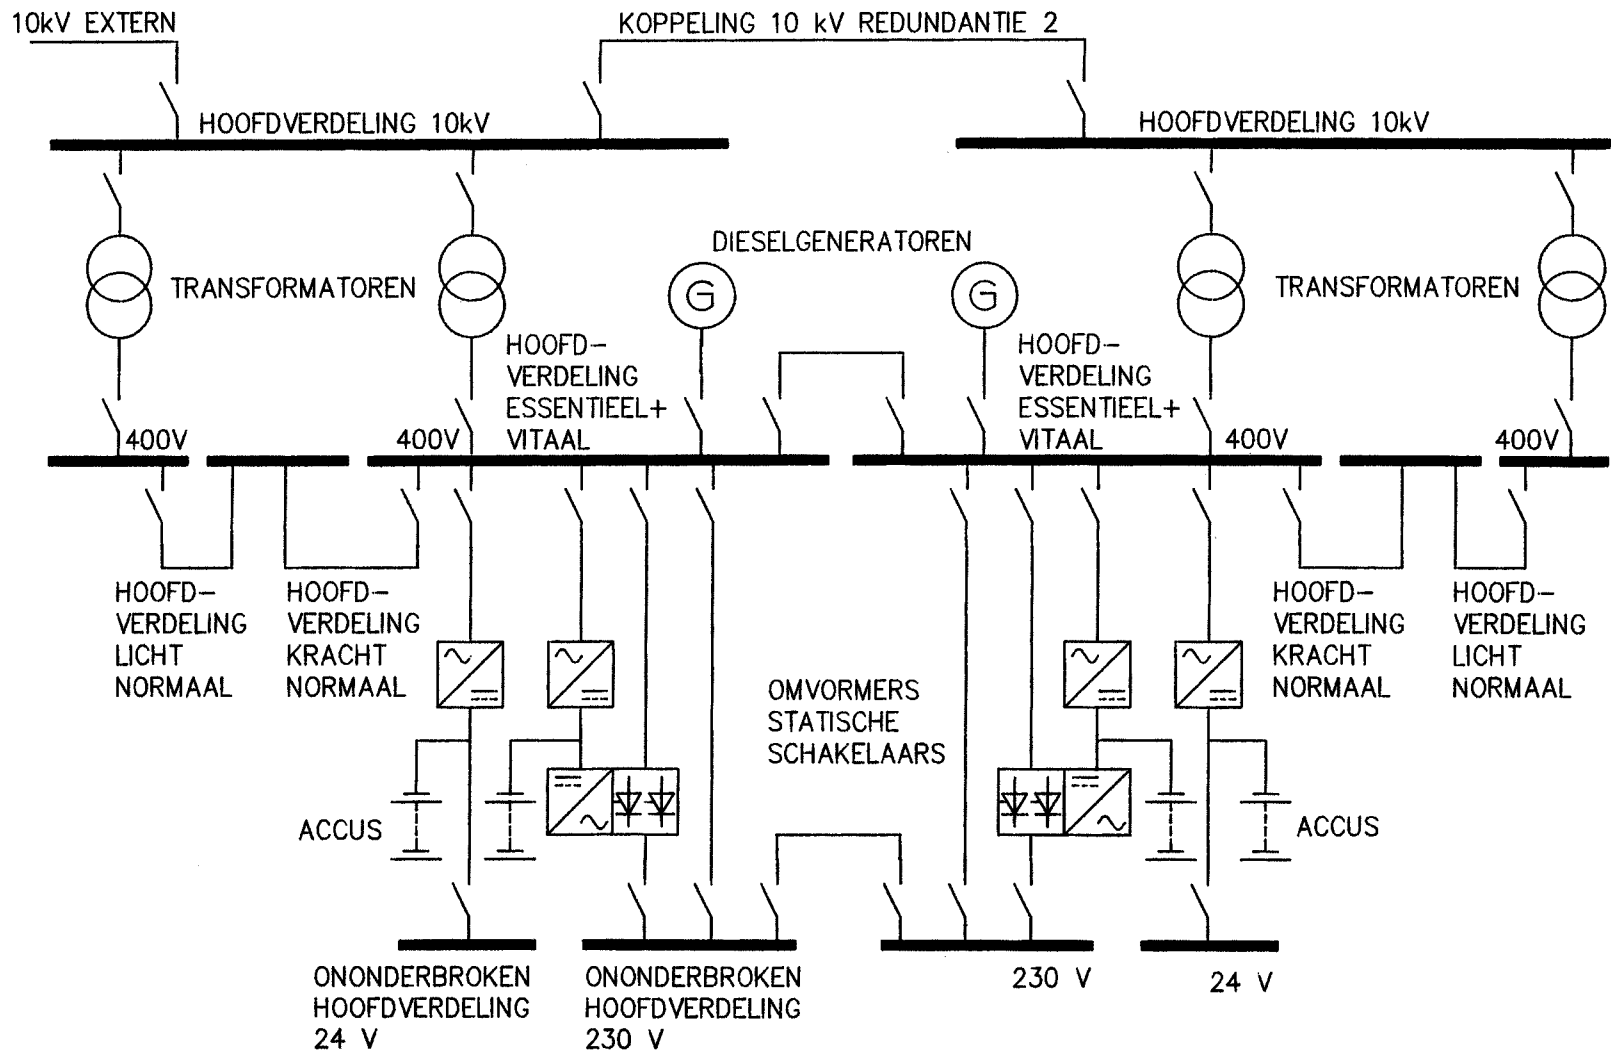 10kV EXTERN
KOPPELING 10 kV REDUNDANTIE 2
HOOFDVERDELING 10kV
HOOFDVERDELING 10kV
DIESELGENERATOREN
TRANSFORMATOREN
G
G
TRANSFORMATOREN
HOOFD-
VERDELING
ESSENTIEEL+
VITAAL
HOOFD-
VERDELING
ESSENTIEEL+
VITAAL
400V
400V
400V
400V
HOOFD-
VERDELING
LICHT
NORMAAL
HOOFD-
VERDELING
KRACHT
NORMAAL
HOOFD-
VERDELING
KRACHT
NORMAAL
HOOFD-
VERDELING
LICHT
NORMAAL
OMVORMERS
STATISCHE
SCHAKELAARS
ACCUS
ACCUS
ONONDERBROKEN
HOOFDVERDELING
24 V
ONONDERBROKEN
HOOFDVERDELING
230 V
230 V
24 V